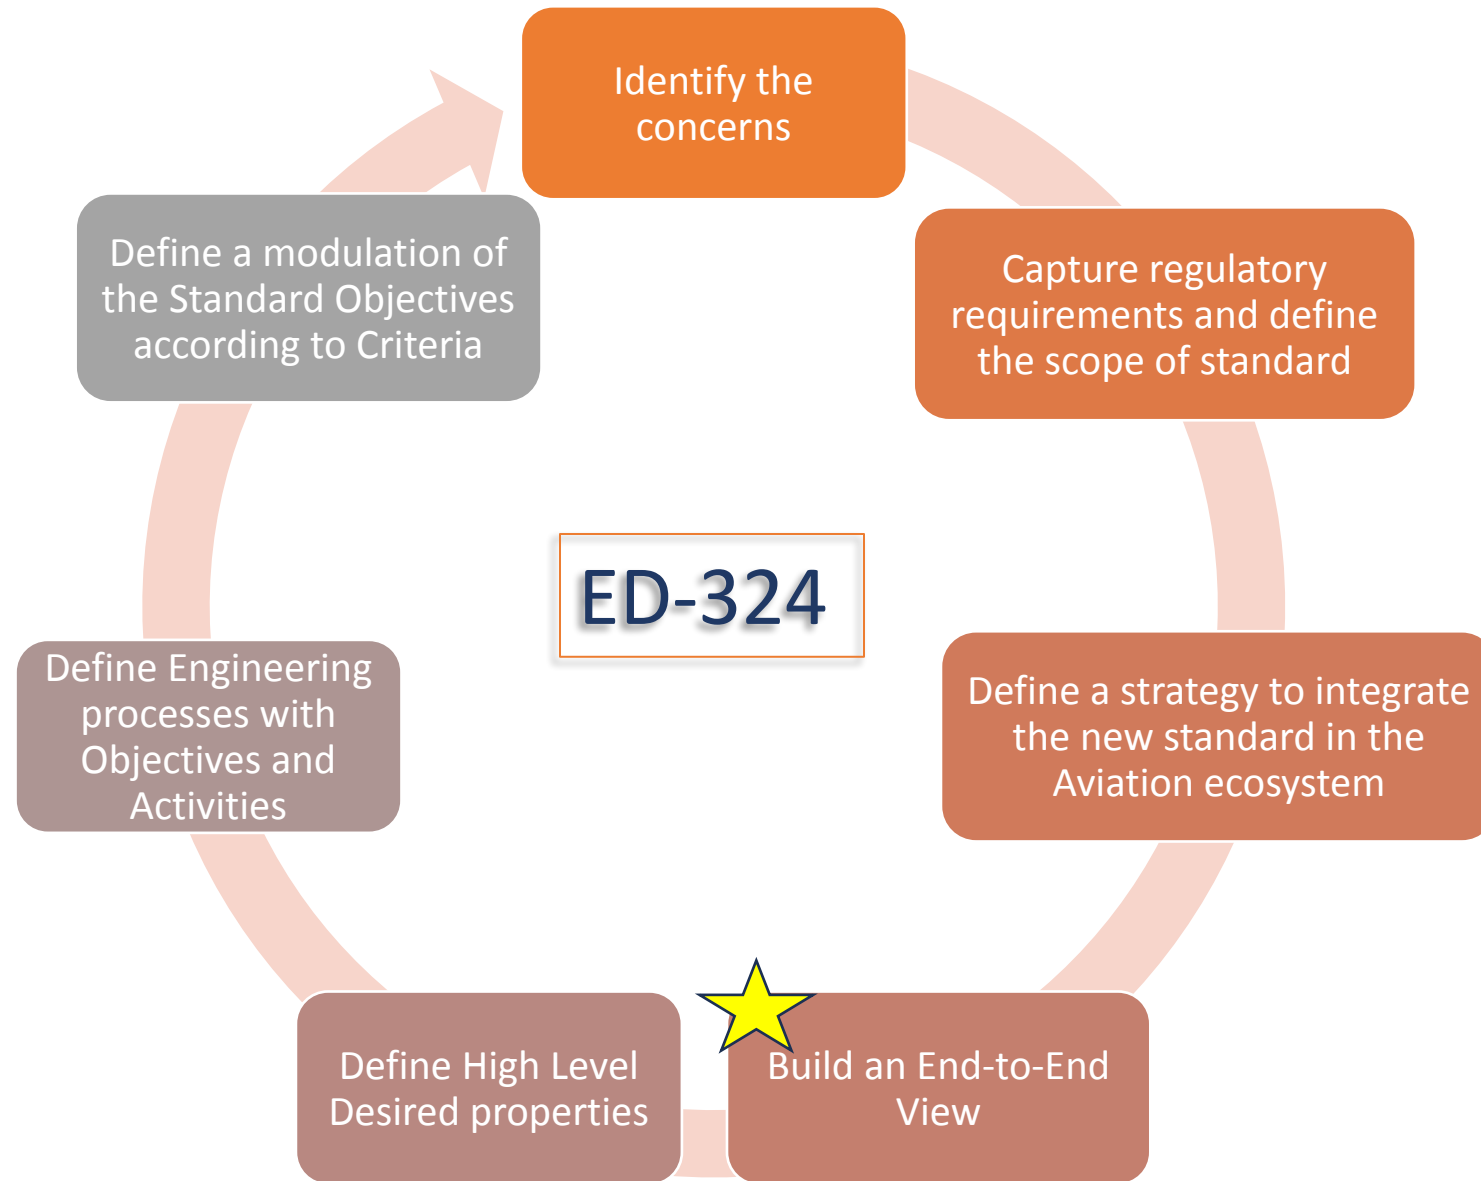 Identify the
concerns
Capture regulatory
requirements and define
the scope of standard
Define a strategy to integrate
the new standard in the
Aviation ecosystem
Build an End-to-End
View
Define High Level
Desired properties
Define Engineering
processes with
Objectives and
Activities
Define a modulation of
the Standard Objectives
according to Criteria
ED-324